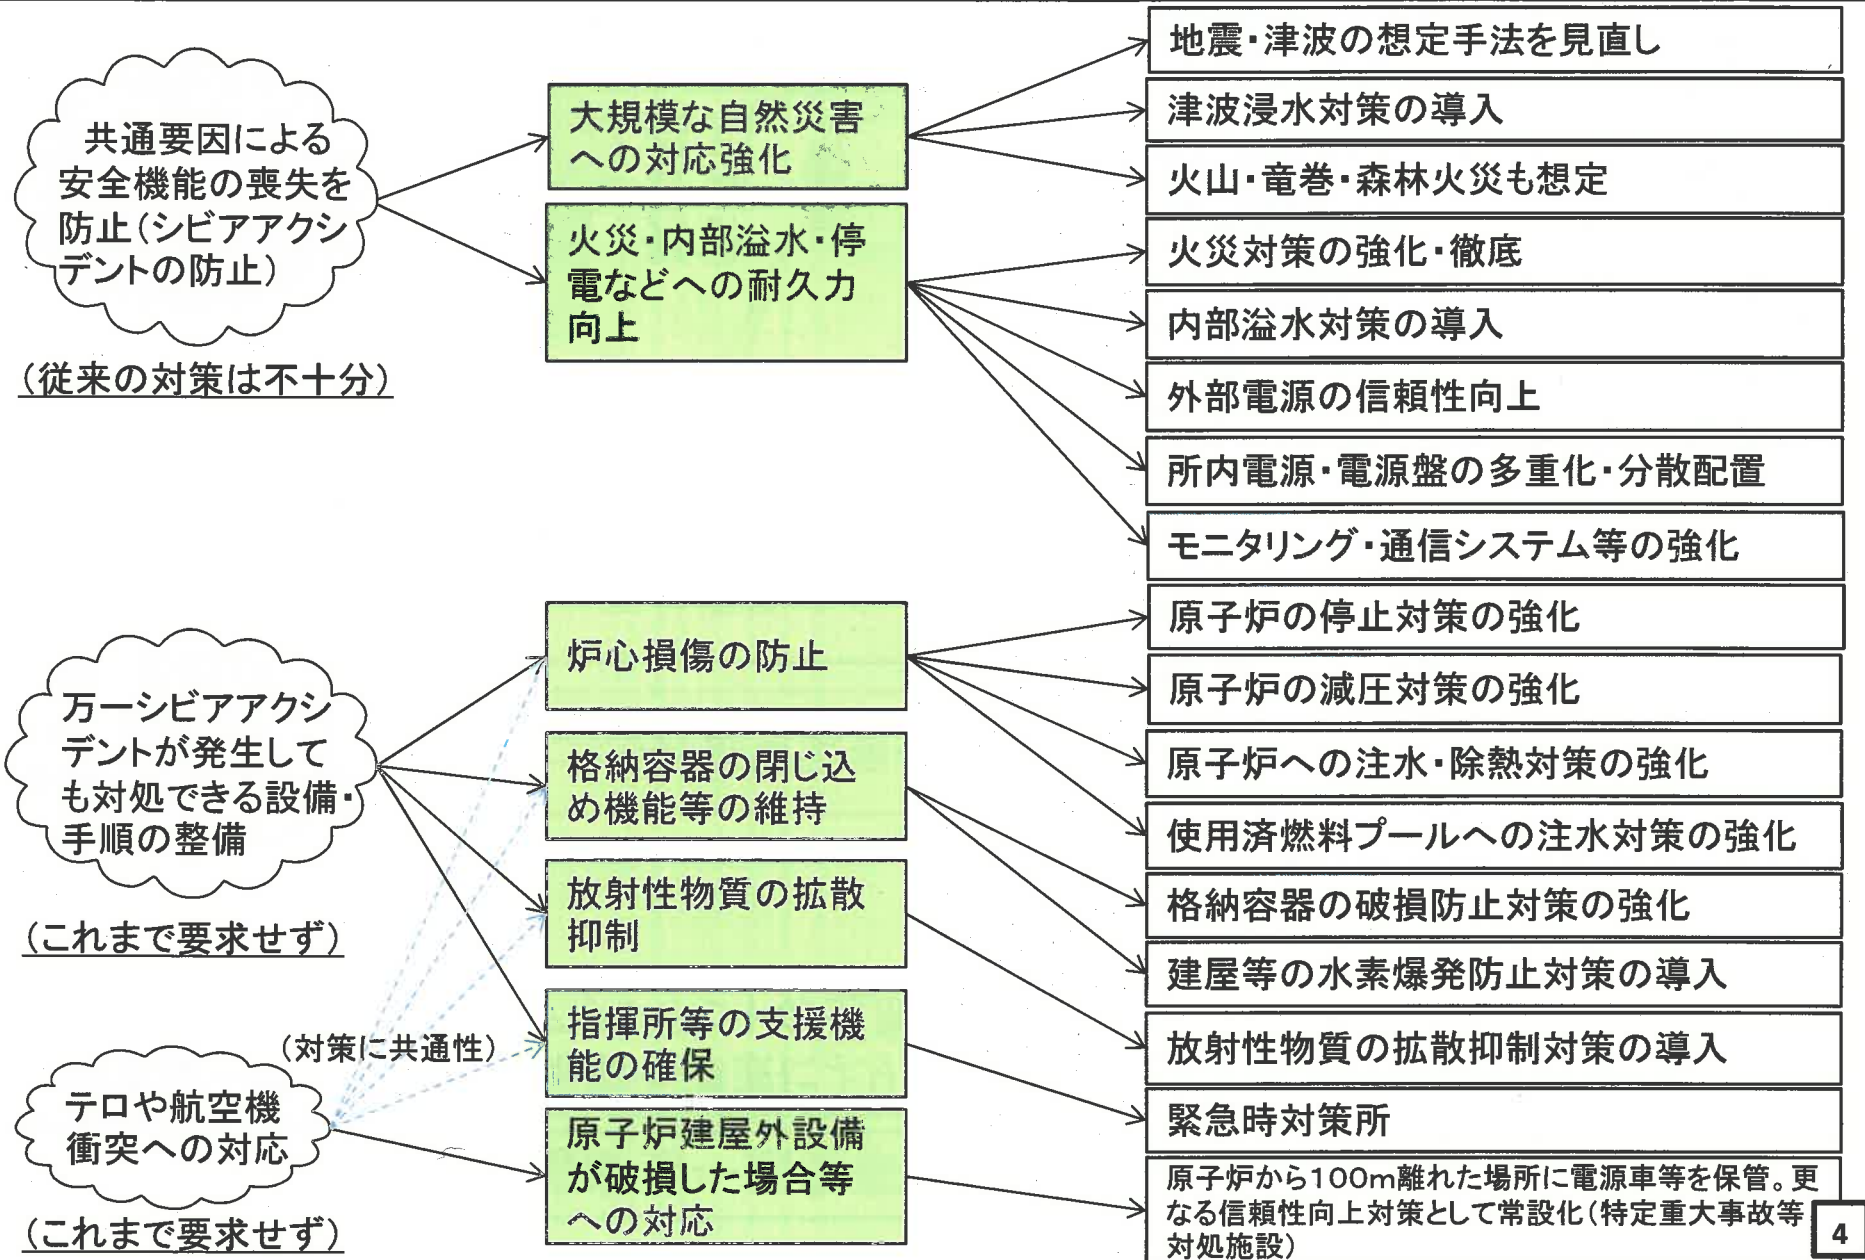 共通要因による
安全機能の喪失を
防止(シビアアクシ
デントの防止)
(従来の対策は不十分)
大規模な自然災害
への対応強化
火災・内部溢水・停
電などへの耐久力
向上
地震・津波の想定手法を見直し
津波浸水対策の導入
火山・竜巻・森林火災も想定
火災対策の強化・徹底
内部溢水対策の導入
外部電源の信頼性向上
所内電源・電源盤の多重化・分散配置
モニタリング・通信システム等の強化
万一シビアアクシ
デントが発生して
も対処できる設備・
手順の整備
(これまで要求せず)
炉心損傷の防止
格納容器の閉じ込
め機能等の維持
放射性物質の拡散
抑制
指揮所等の支援機
能の確保
原子炉の停止対策の強化
原子炉の減圧対策の強化
原子炉への注水・除熱対策の強化
使用済燃料プールへの注水対策の強化
格納容器の破損防止対策の強化
建屋等の水素爆発防止対策の導入
放射性物質の拡散抑制対策の導入
緊急時対策所
(対策に共通性)
テロや航空機
衝突への対応
(これまで要求せず)
原子炉建屋外設備
が破損した場合等
への対応
原子炉から100m離れた場所に電源車等を保管。更
なる信頼性向上対策として常設化(特定重大事故等
対処施設)
4